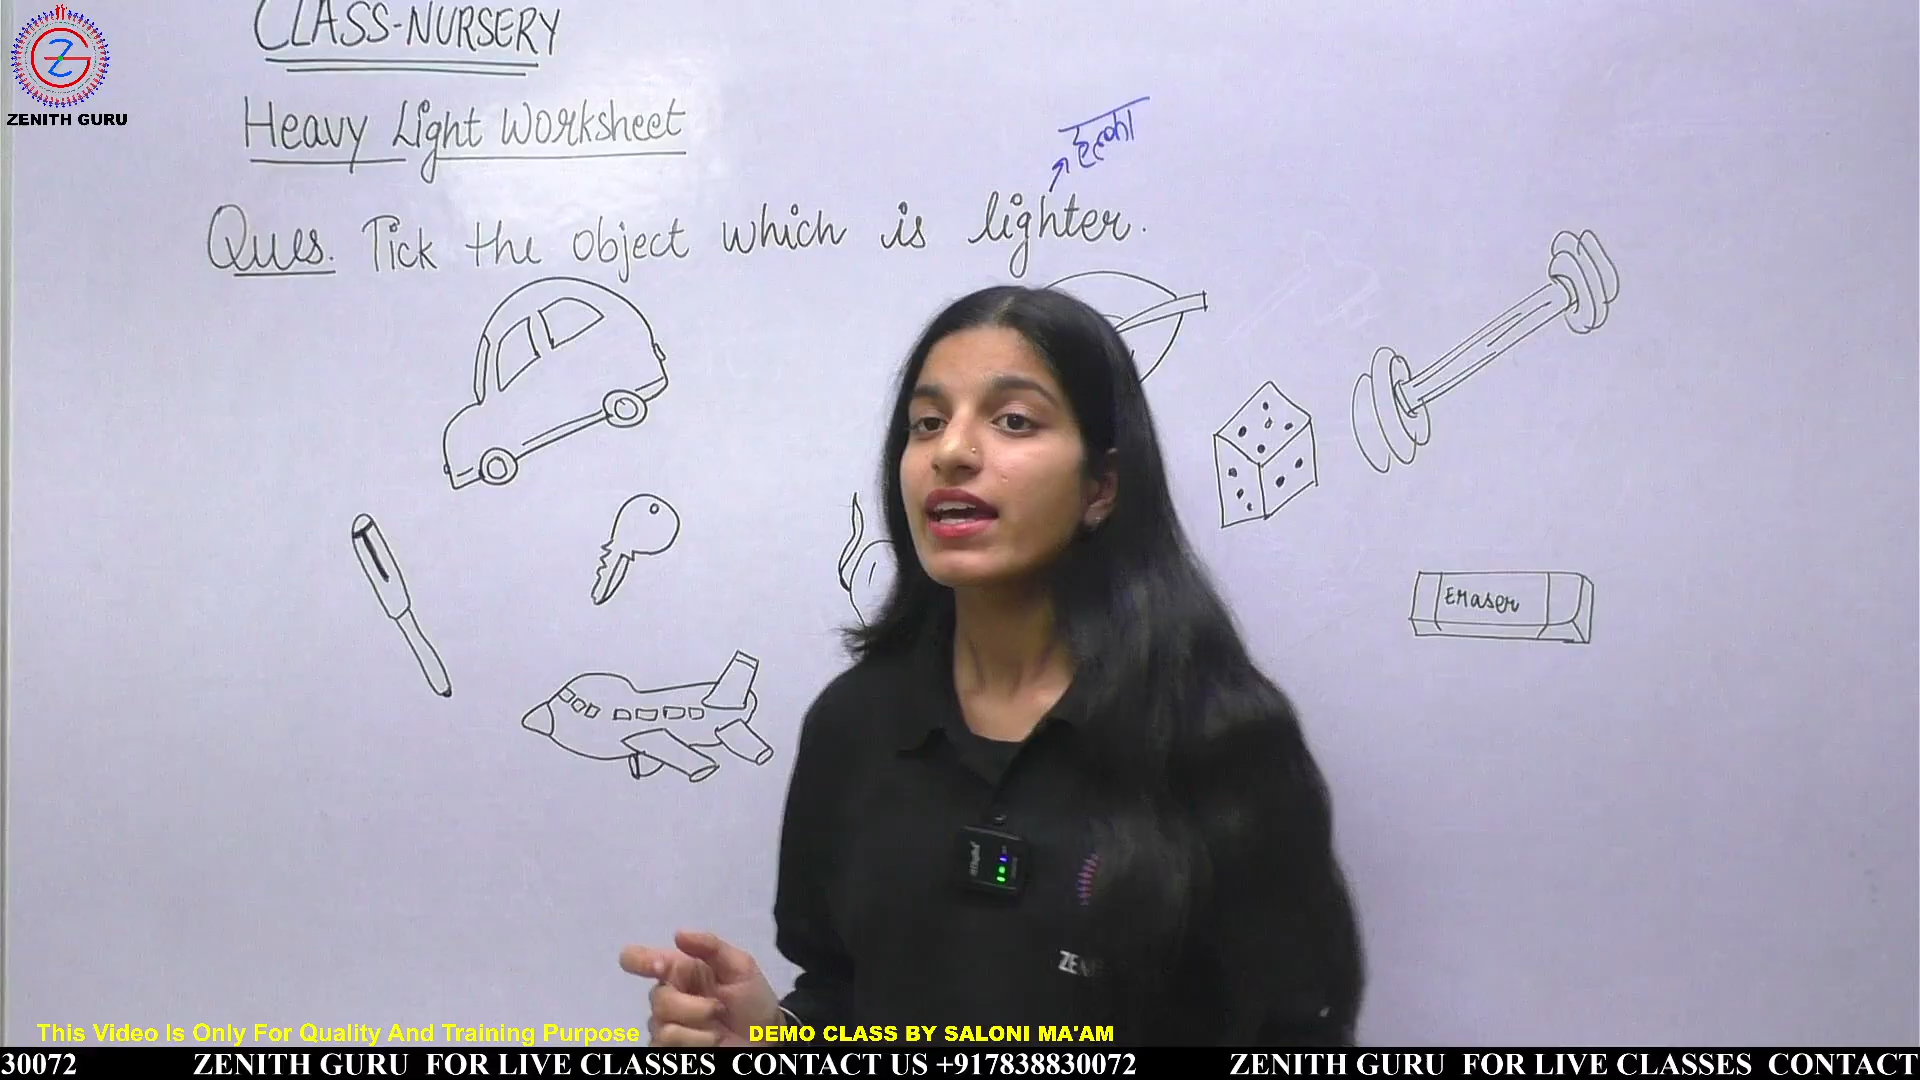 CLASS-NURSERY
ZENITH GURU
Heavy Light Worksheet
हल्का
Ques. Tick the object which is lighter.
Eraser
This Video Is Only For Quality And Training Purpose
DEMO CLASS BY SALONI MA'AM
30072 ZENITH GURU FOR LIVE CLASSES CONTACT US +917838830072 ZENITH GURU FOR LIVE CLASSES CONTACT